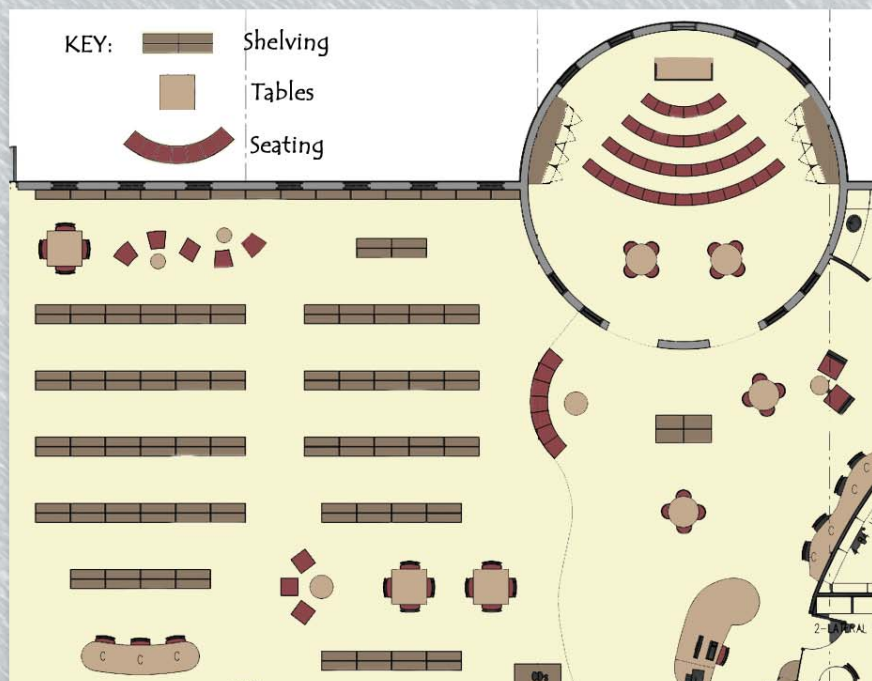 KEY:
Shelving
Tables
Seating
C
C
C
C
C
C
2-LATERAL
CDs